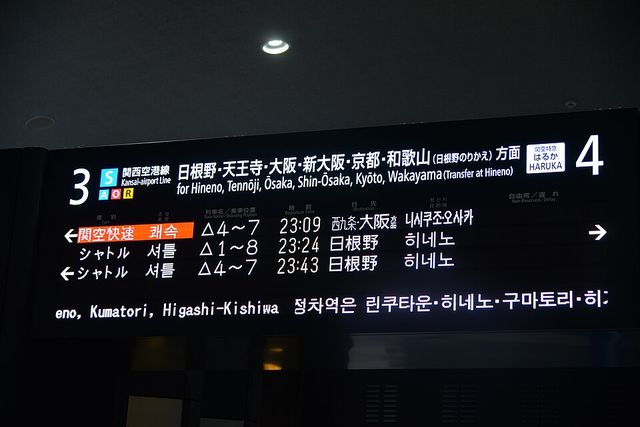 3 S 関西空港線 日根野・天王寺・大阪・新大阪・京都・和歌山(日根野のりかえ) 方面 関空特急 はるか HARUKA 4
A O R Kansai-airport Line for Hineno, Tennōji, Ōsaka, Shin-Ōsaka, Kyōto, Wakayama(Transfer at Hineno)
← 関空快速 쾌속 △4～7 23:09 西九条・大阪方面 니시쿠조오사카 →
シャトル 셔틀 △1～8 23:24 日根野 히네노
← シャトル 셔틀 △4～7 23:43 日根野 히네노
eno, Kumatori, Higashi-Kishiwa 정차역은 린쿠타운・히네노・구마토리・히